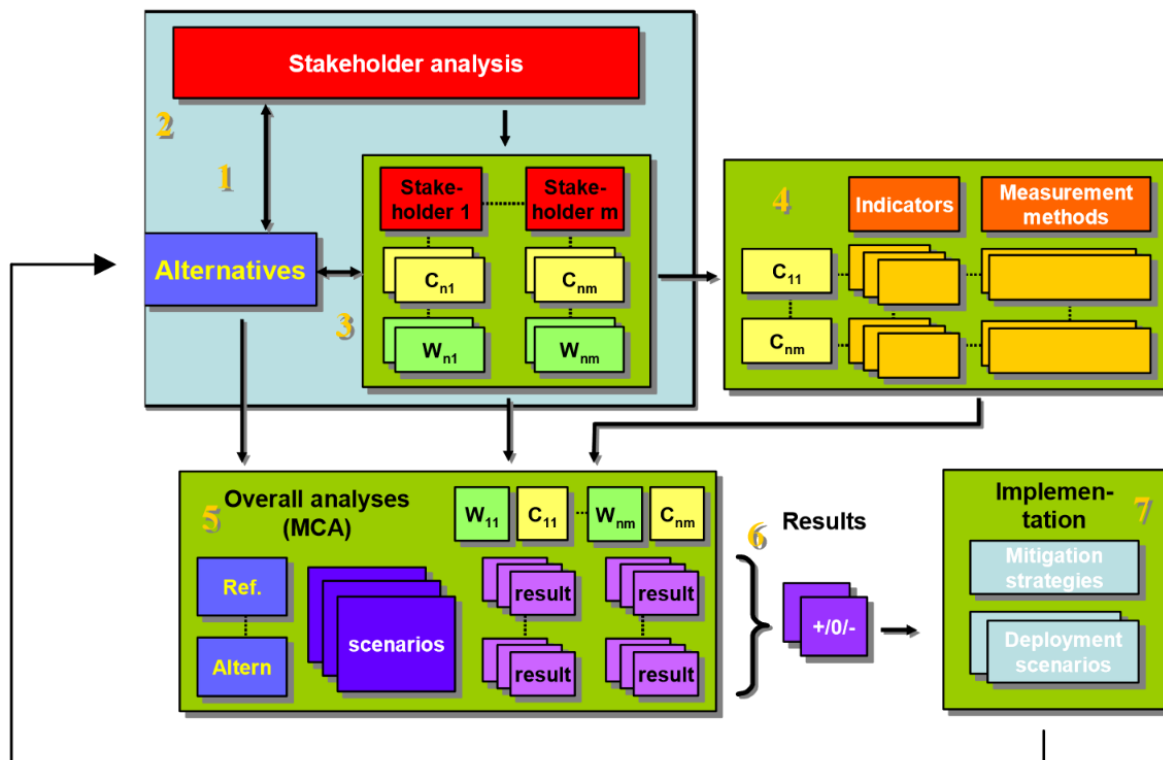 Stakeholder analysis
2
1
Stake-
holder 1
Stake-
holder m
Alternatives
3
Cn1
Cnm
Wn1
Wnm
4
Indicators
Measurement
methods
C11
Cnm
5
Overall analyses
(MCA)
W11
C11
Wnm
Cnm
Ref.
Altern
scenarios
result
result
result
result
6
Results
+/0/-
Implemen-
tation
7
Mitigation
strategies
Deployment
scenarios